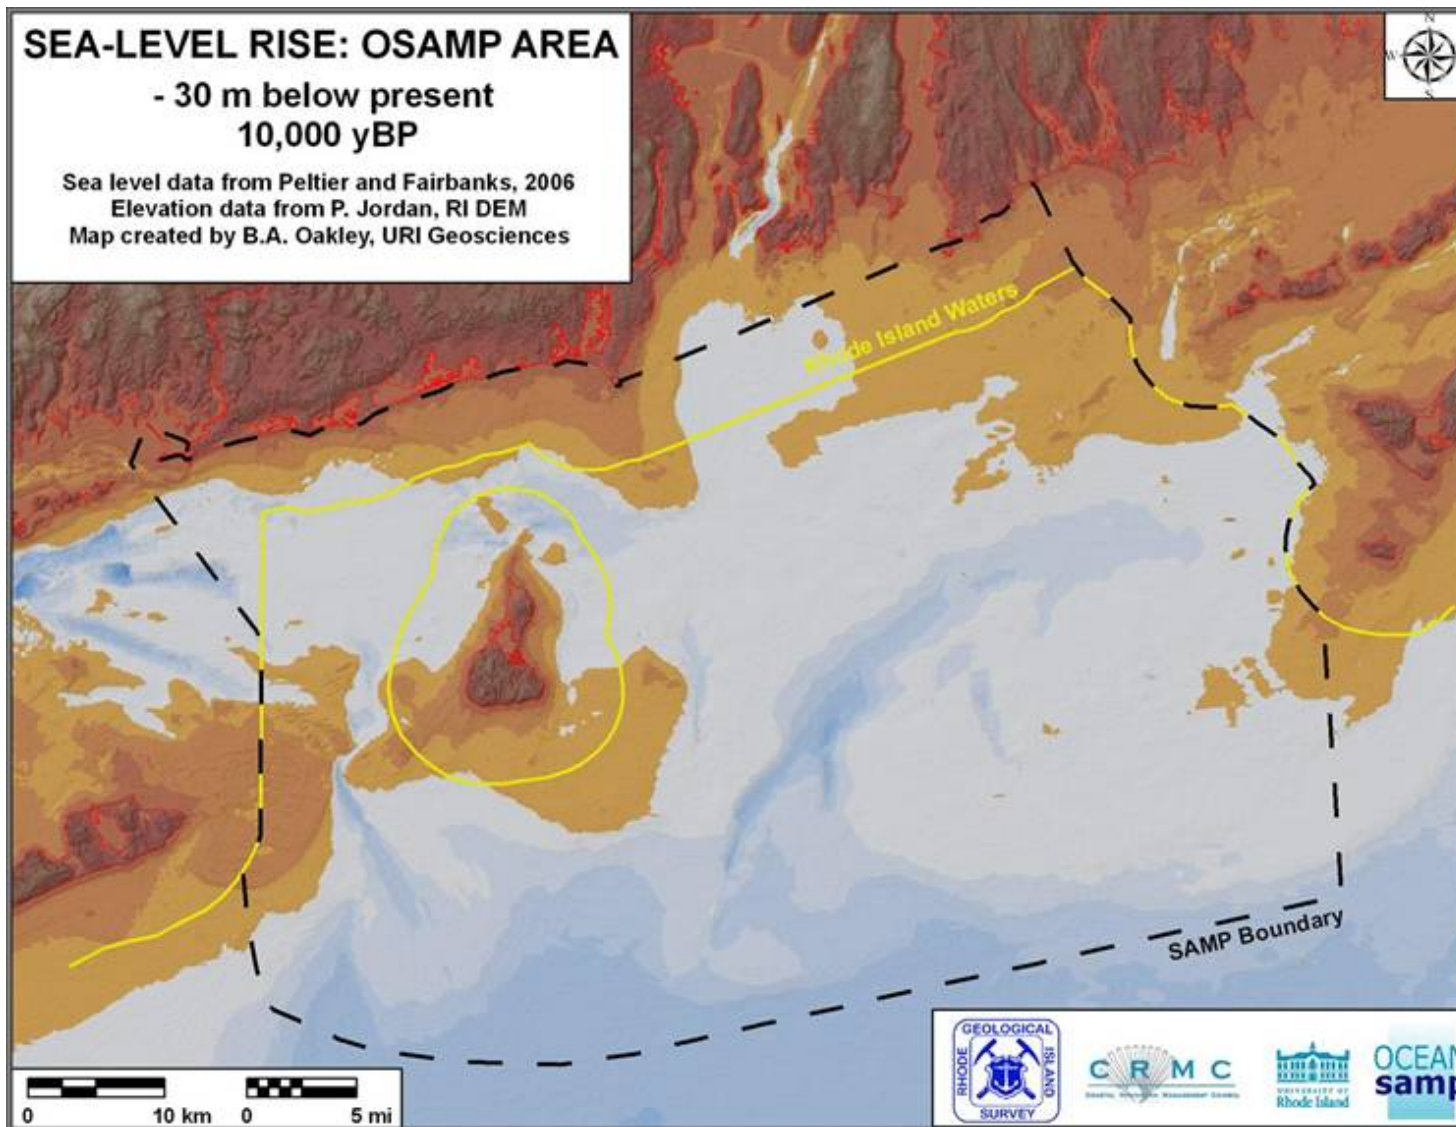 SEA-LEVEL RISE: OSAMP AREA
- 30 m below present
10,000 yBP
Sea level data from Peltier and Fairbanks, 2006
Elevation data from P. Jordan, RI DEM
Map created by B.A. Oakley, URI Geosciences
N
W
S
Rhode Island Waters
SAMP Boundary
0 10 km 0 5 mi
GEOLOGICAL
RHODE
ISLAND
SURVEY
C R M C
UNIVERSITY OF
Rhode Island
OCEAN
samp